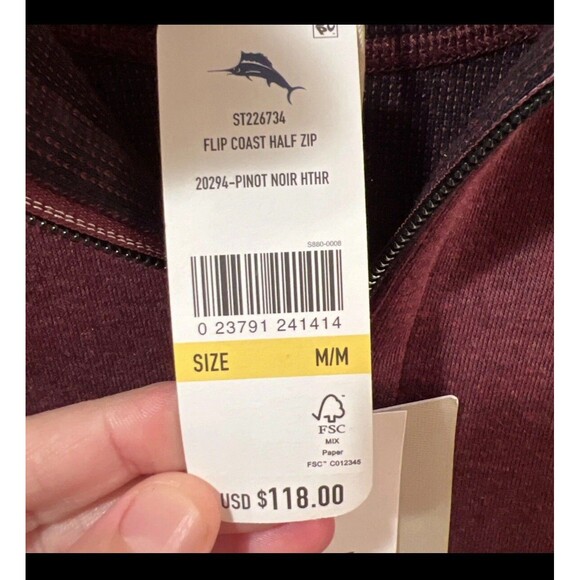 ST226734
FLIP COAST HALF ZIP
20294-PINOT NOIR HTHR
S880-0008
0 23791 241414
SIZE M/M
FSC
MIX
Paper
FSC™ C012345
USD $118.00